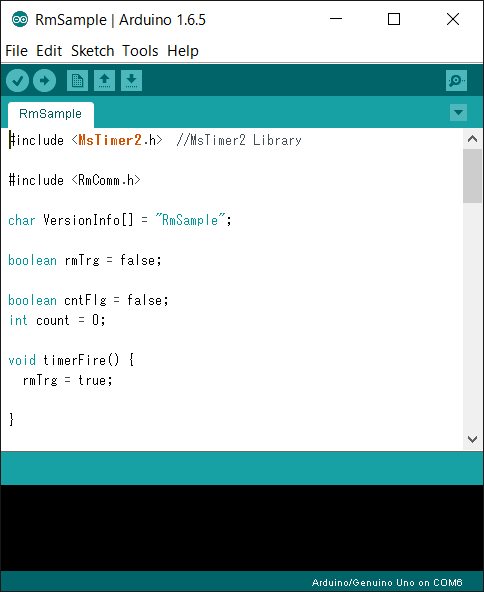 RmSample | Arduino 1.6.5
File Edit Sketch Tools Help
RmSample
#include <MsTimer2.h>  //MsTimer2 Library
#include <RmComm.h>
char VersionInfo[] = "RmSample";
boolean rmTrg = false;
boolean cntFlg = false;
int count = 0;
void timerFire() {
  rmTrg = true;
}
Arduino/Genuino Uno on COM6